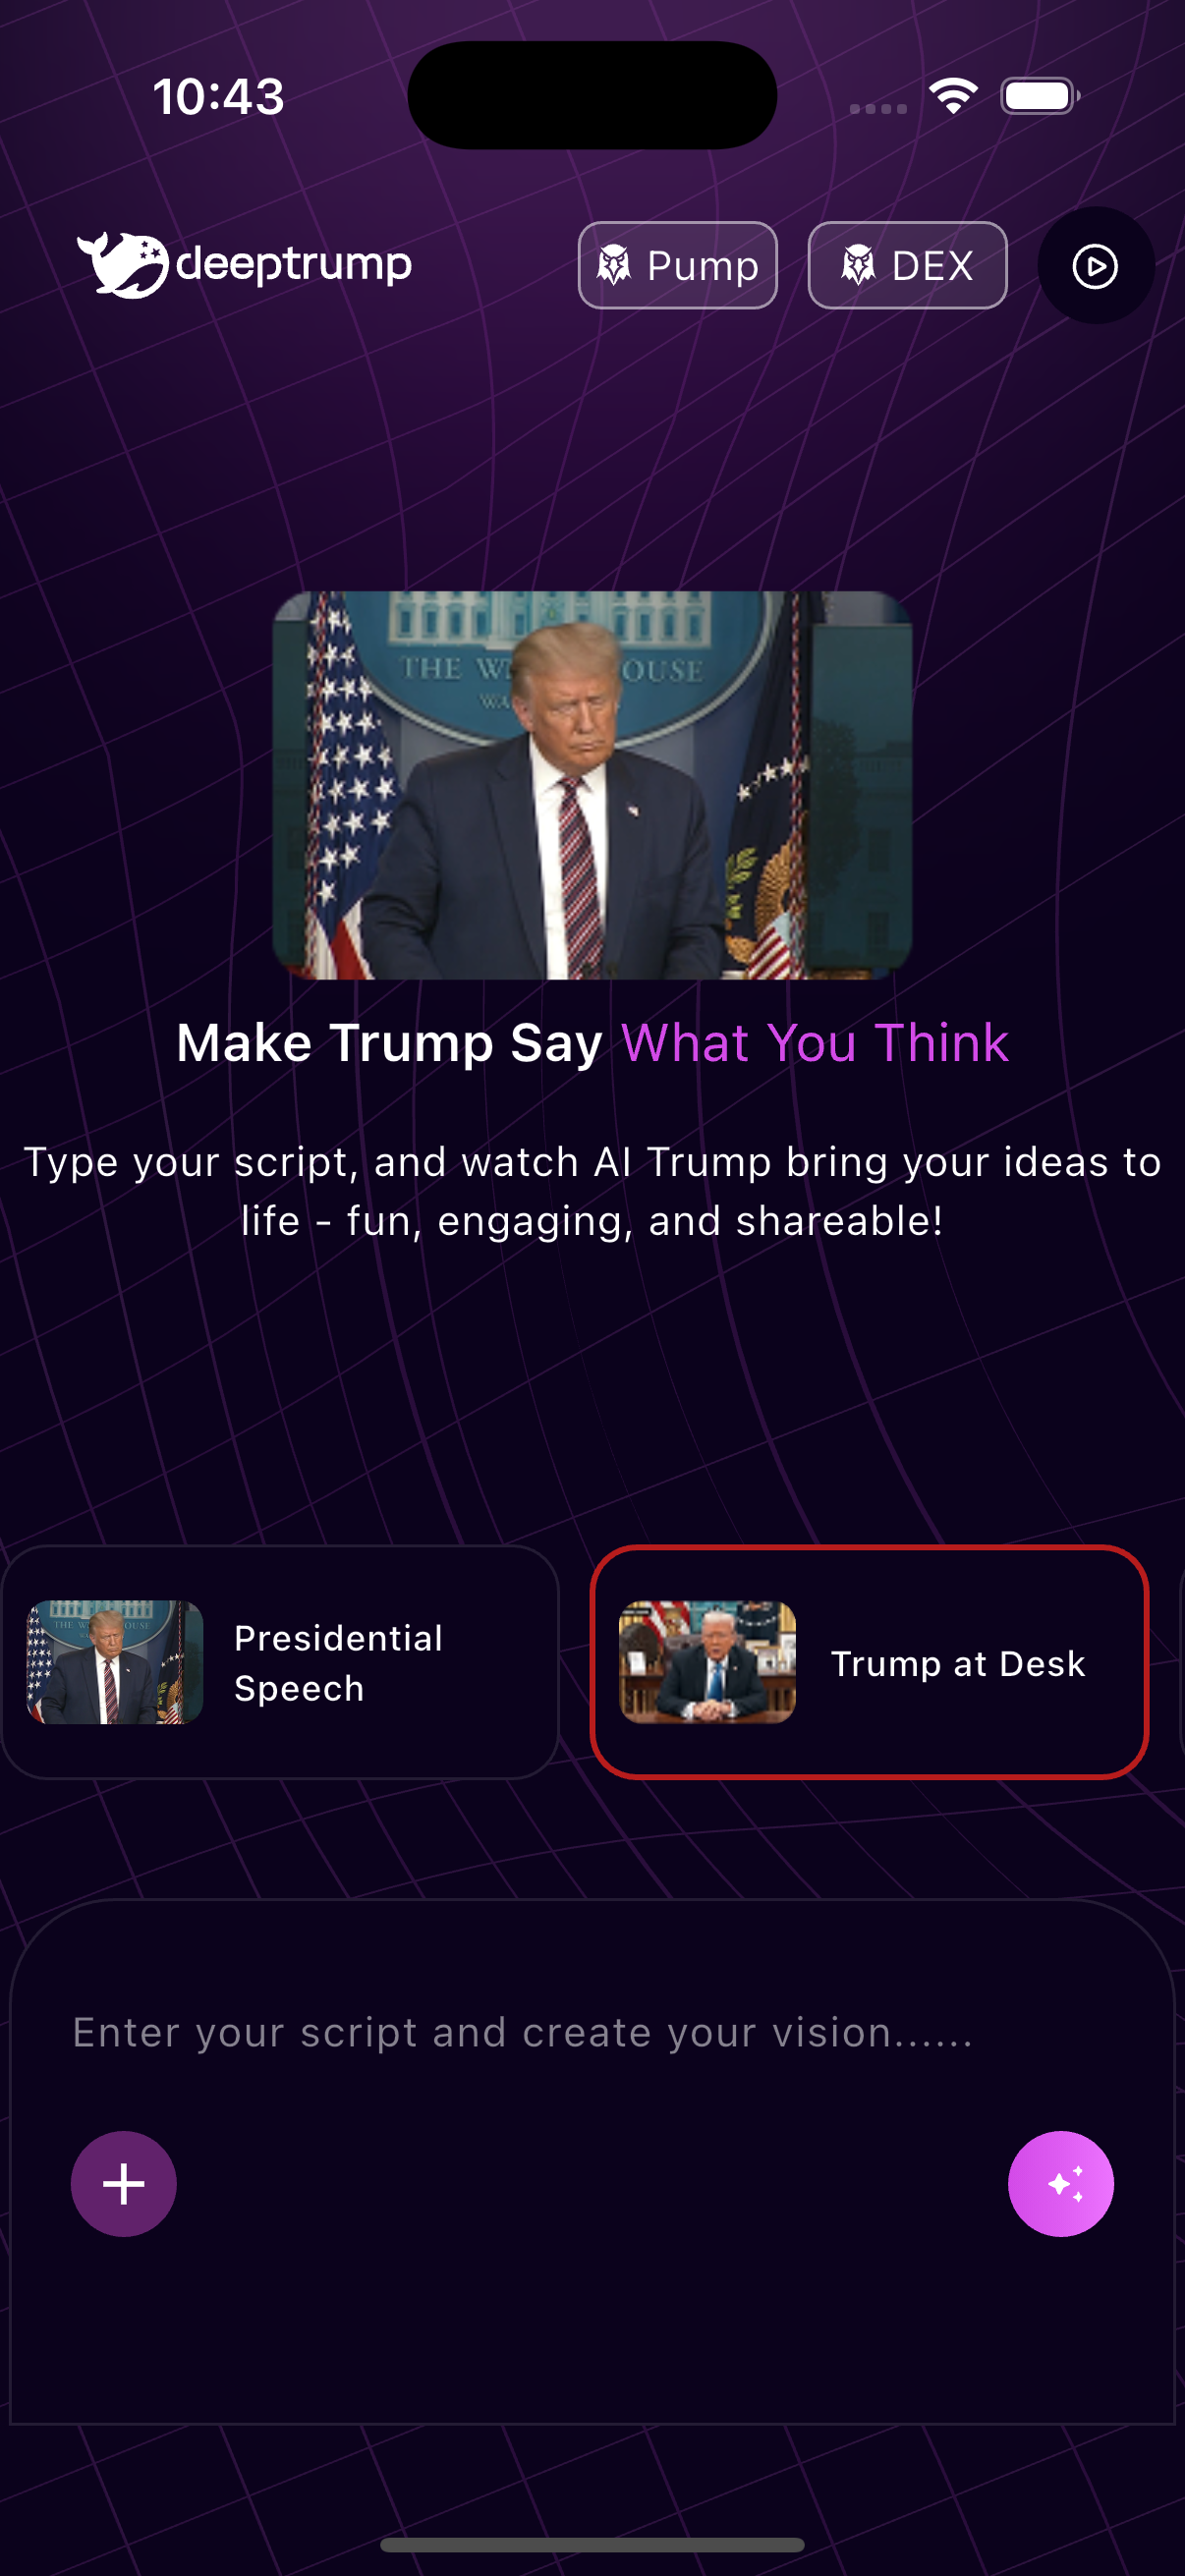 10:43
deeptrump
Pump
DEX
THE WHOUSE
WA
Make Trump Say What You Think
Type your script, and watch AI Trump bring your ideas to
life - fun, engaging, and shareable!
Presidential
Speech
Trump at Desk
Enter your script and create your vision......